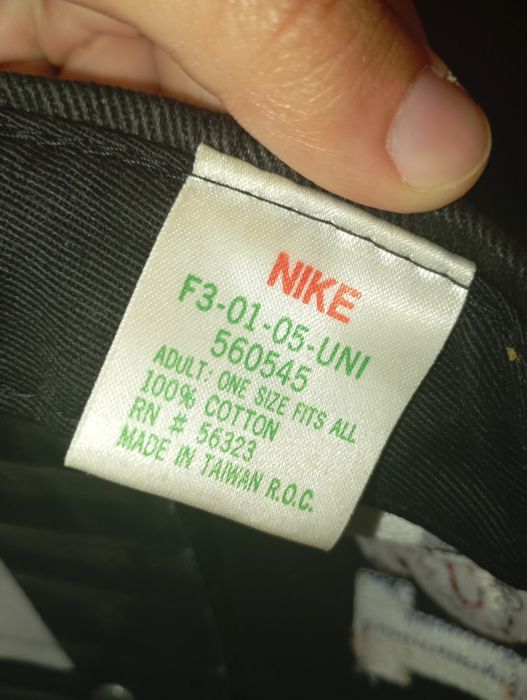 NIKE
F3-01-05-UNI
560545
ADULT: ONE SIZE FITS ALL
100% COTTON
RN # 56323
MADE IN TAIWAN R.O.C.